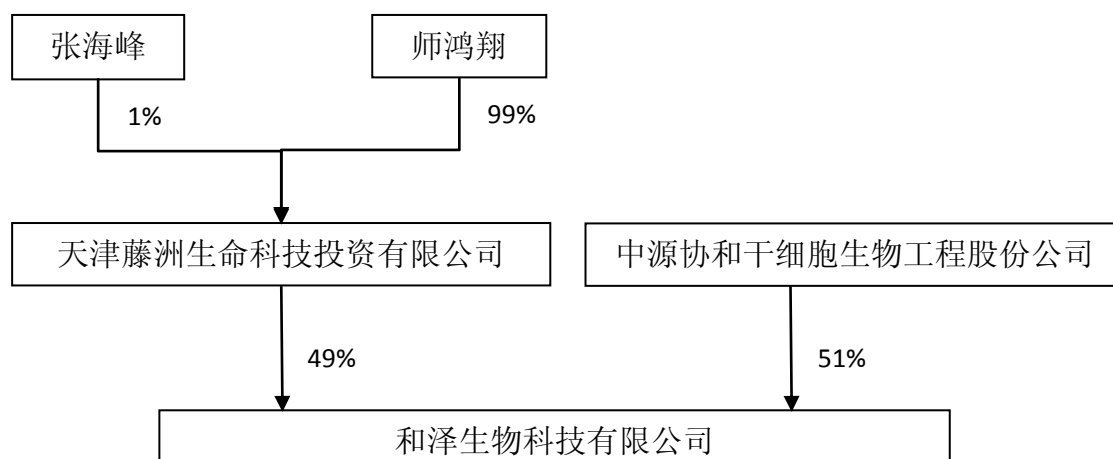 张海峰
师鸿翔
1%
99%
天津藤洲生命科技投资有限公司
中源协和干细胞生物工程股份公司
49%
51%
和泽生物科技有限公司